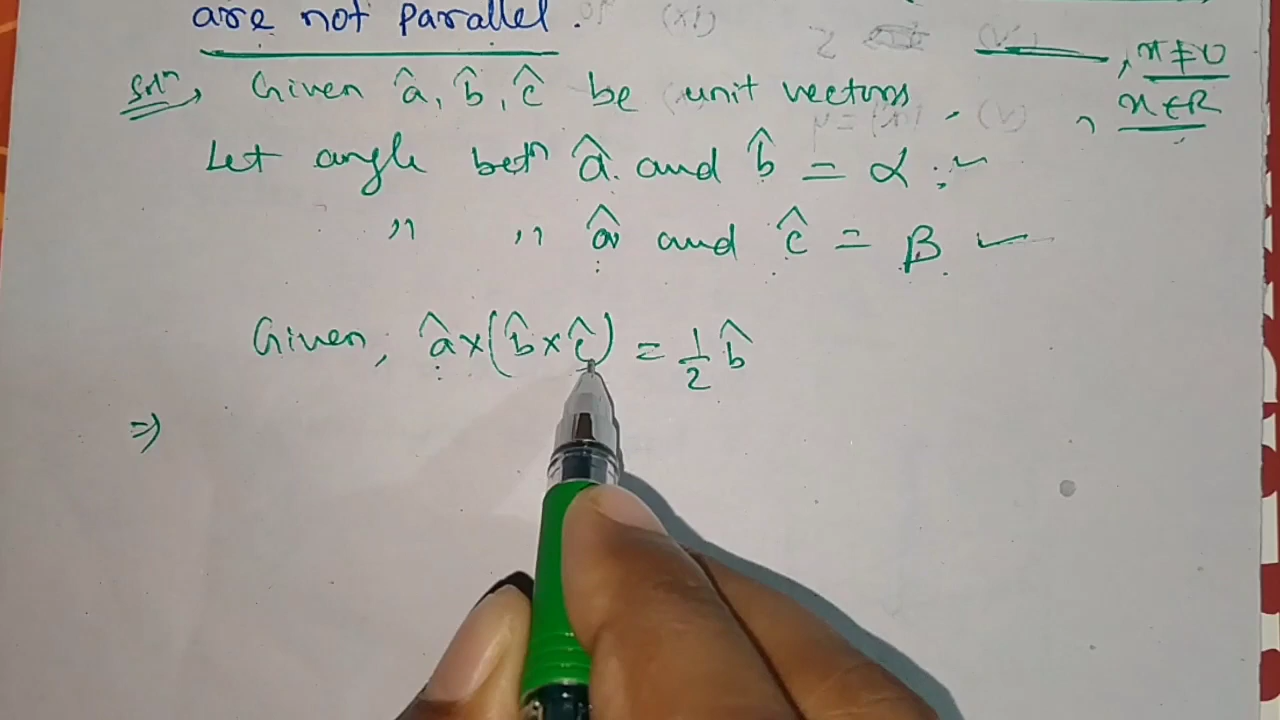 are not parallel.
Solⁿ, Given â, b̂, ĉ be unit vectors.
, x≠0
, x∈R
Let angle betⁿ â and b̂ = α ;
,, ,, â and ĉ = β
Given, â×(b̂×ĉ) = 1/2 b̂
⇒